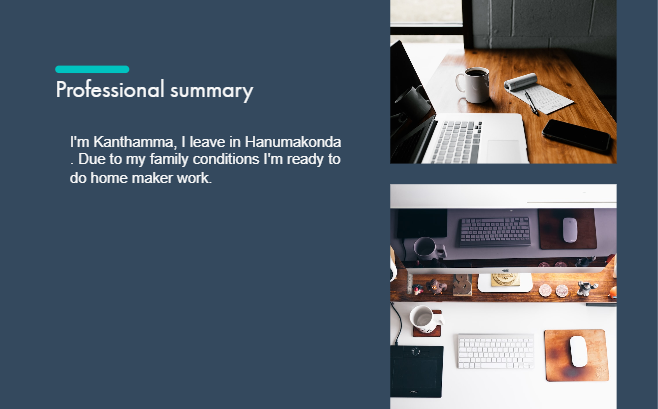 Professional summary
I'm Kanthamma, I leave in Hanumakonda
. Due to my family conditions I'm ready to
do home maker work.